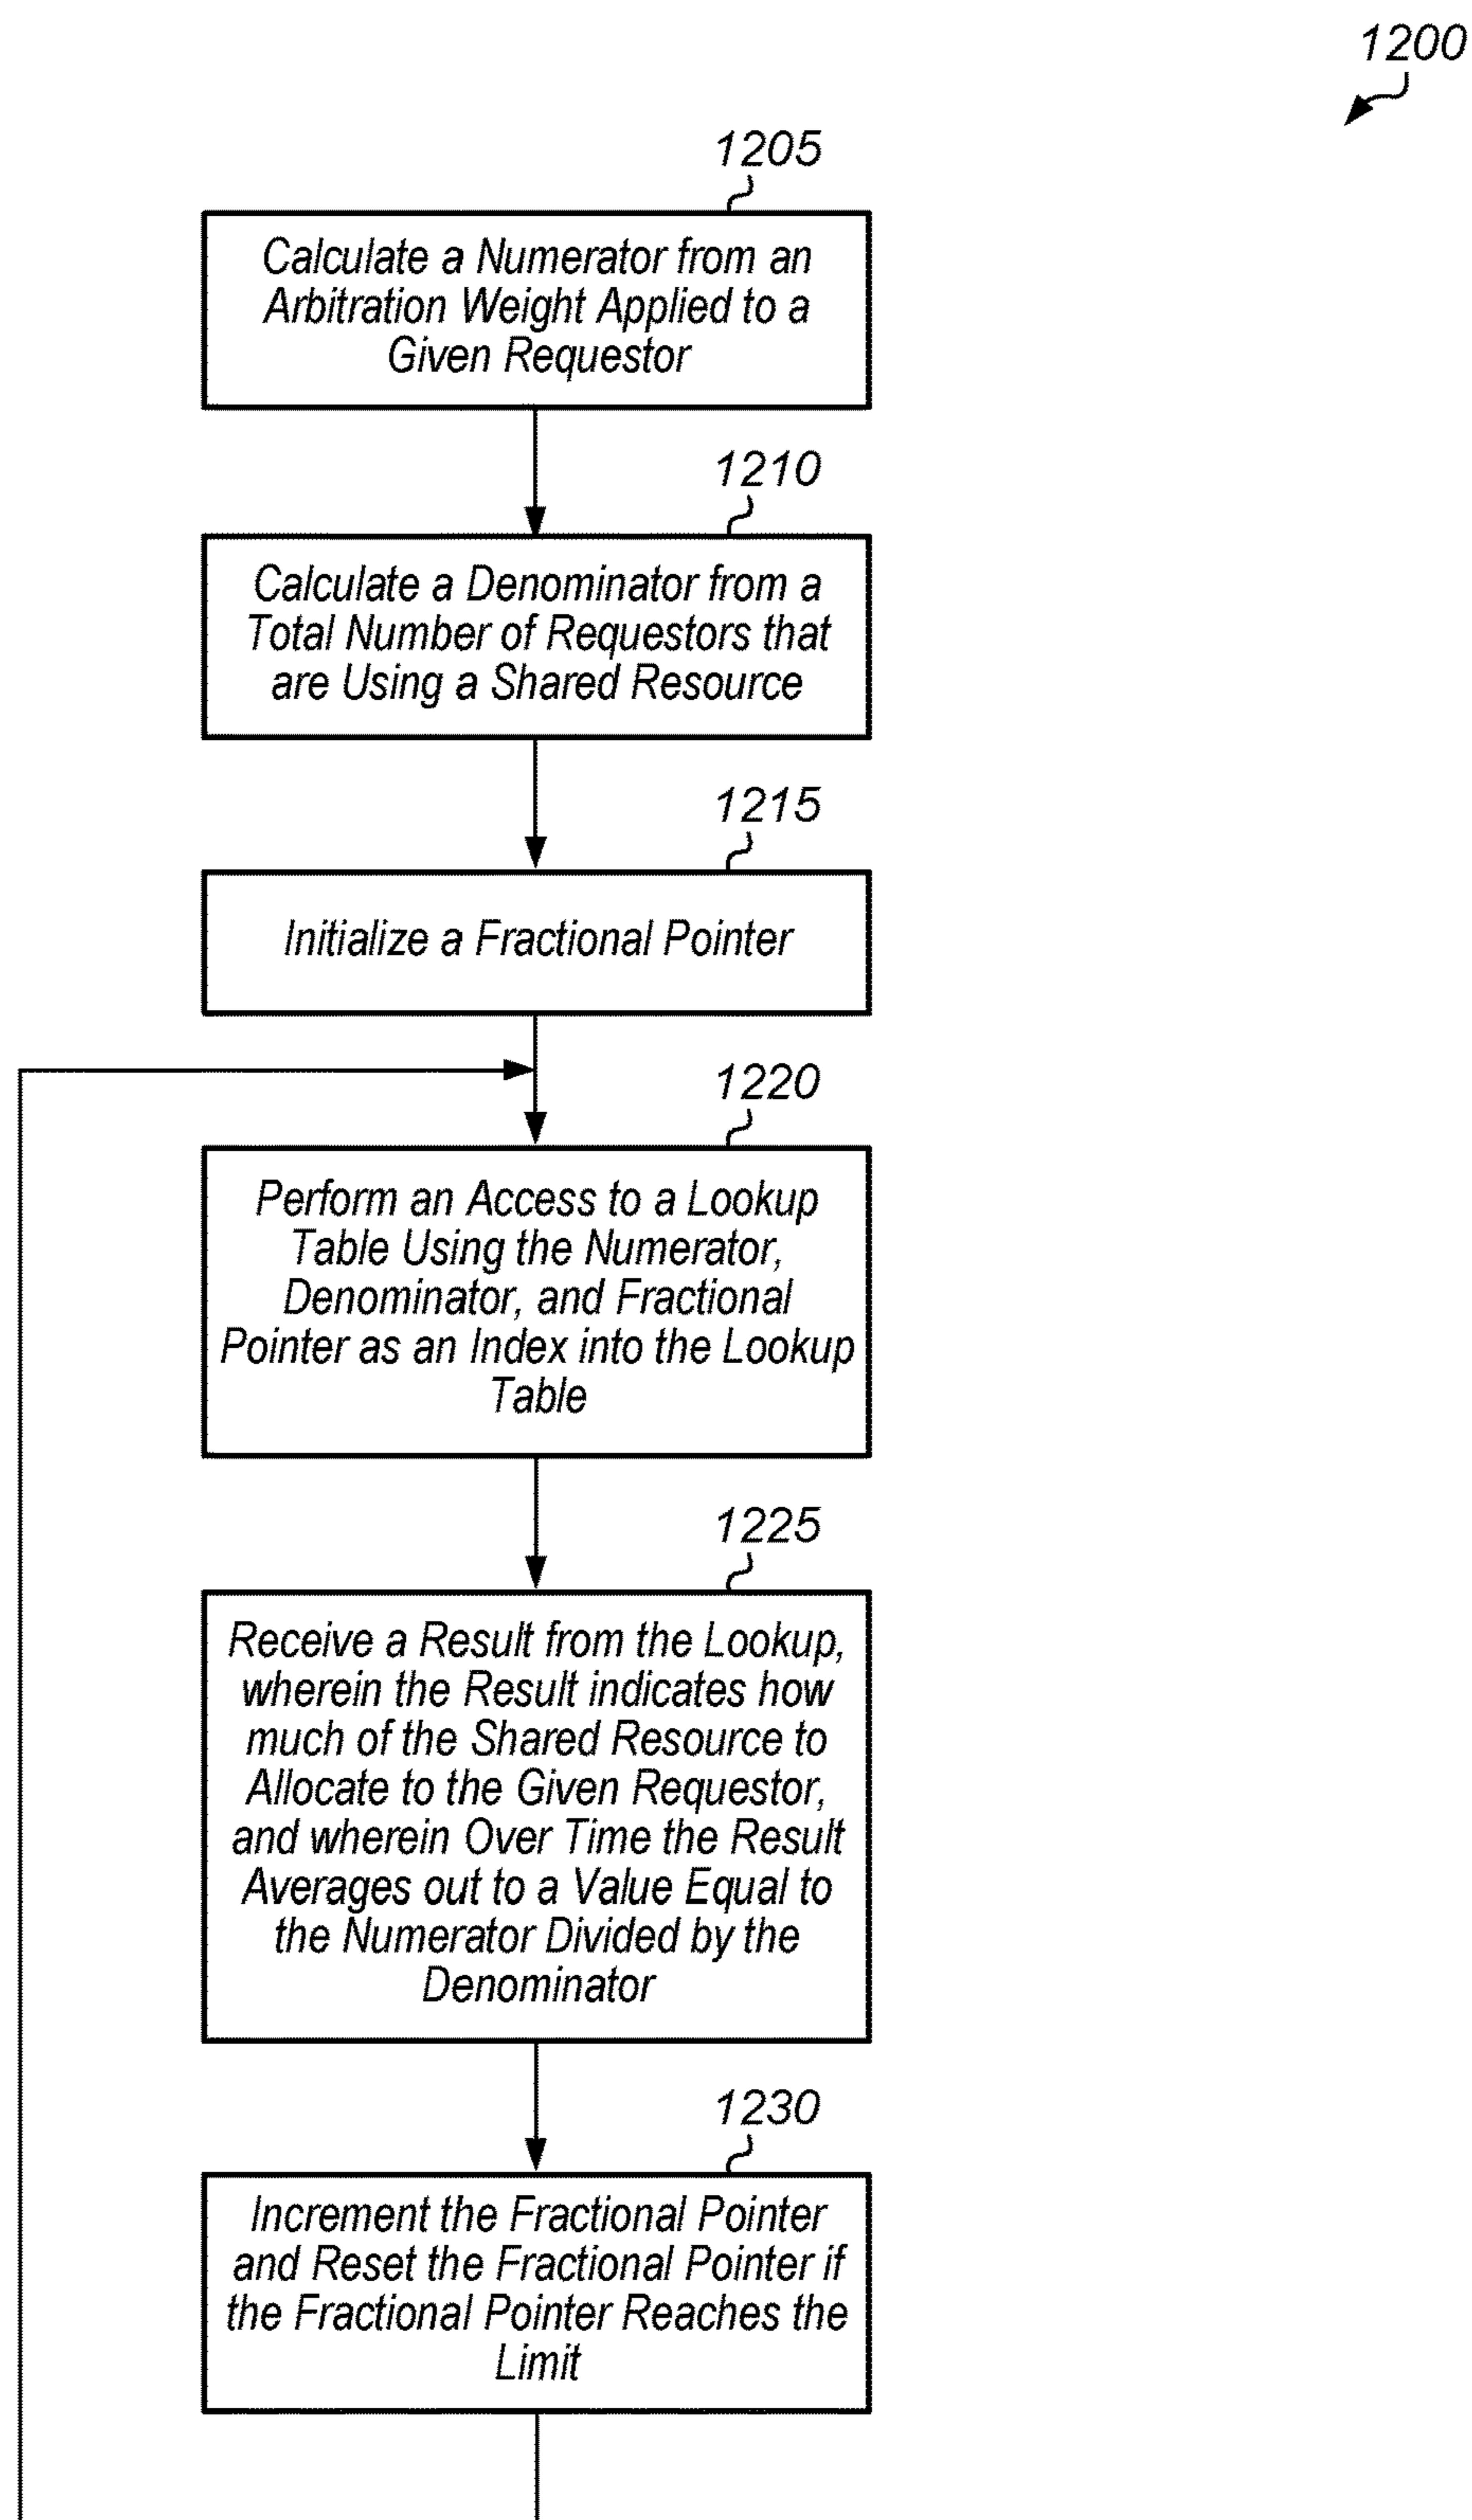 1200
1205
Calculate a Numerator from an
Arbitration Weight Applied to a
Given Requestor
1210
Calculate a Denominator from a
Total Number of Requestors that
are Using a Shared Resource
1215
Initialize a Fractional Pointer
1220
Perform an Access to a Lookup
Table Using the Numerator,
Denominator, and Fractional
Pointer as an Index into the Lookup
Table
1225
Receive a Result from the Lookup,
wherein the Result indicates how
much of the Shared Resource to
Allocate to the Given Requestor,
and wherein Over Time the Result
Averages out to a Value Equal to
the Numerator Divided by the
Denominator
1230
Increment the Fractional Pointer
and Reset the Fractional Pointer if
the Fractional Pointer Reaches the
Limit